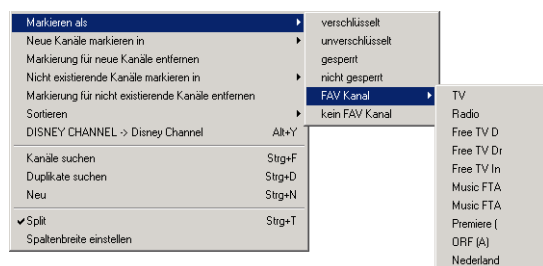 Markieren als
Neue Kanäle markieren in
Markierung für neue Kanäle entfernen
Nicht existierende Kanäle markieren in
Markierung für nicht existierende Kanäle entfernen
Sortieren
DISNEY CHANNEL -> Disney Channel Alt+Y
Kanäle suchen Strg+F
Duplikate suchen Strg+D
Neu Strg+N
Split Strg+T
Spaltenbreite einstellen
verschlüsselt
unverschlüsselt
gesperrt
nicht gesperrt
FAV Kanal
kein FAV Kanal
TV
Radio
Free TV D
Free TV Dr
Free TV In
Music FTA
Music FTA
Premiere (
ORF (A)
Nederland